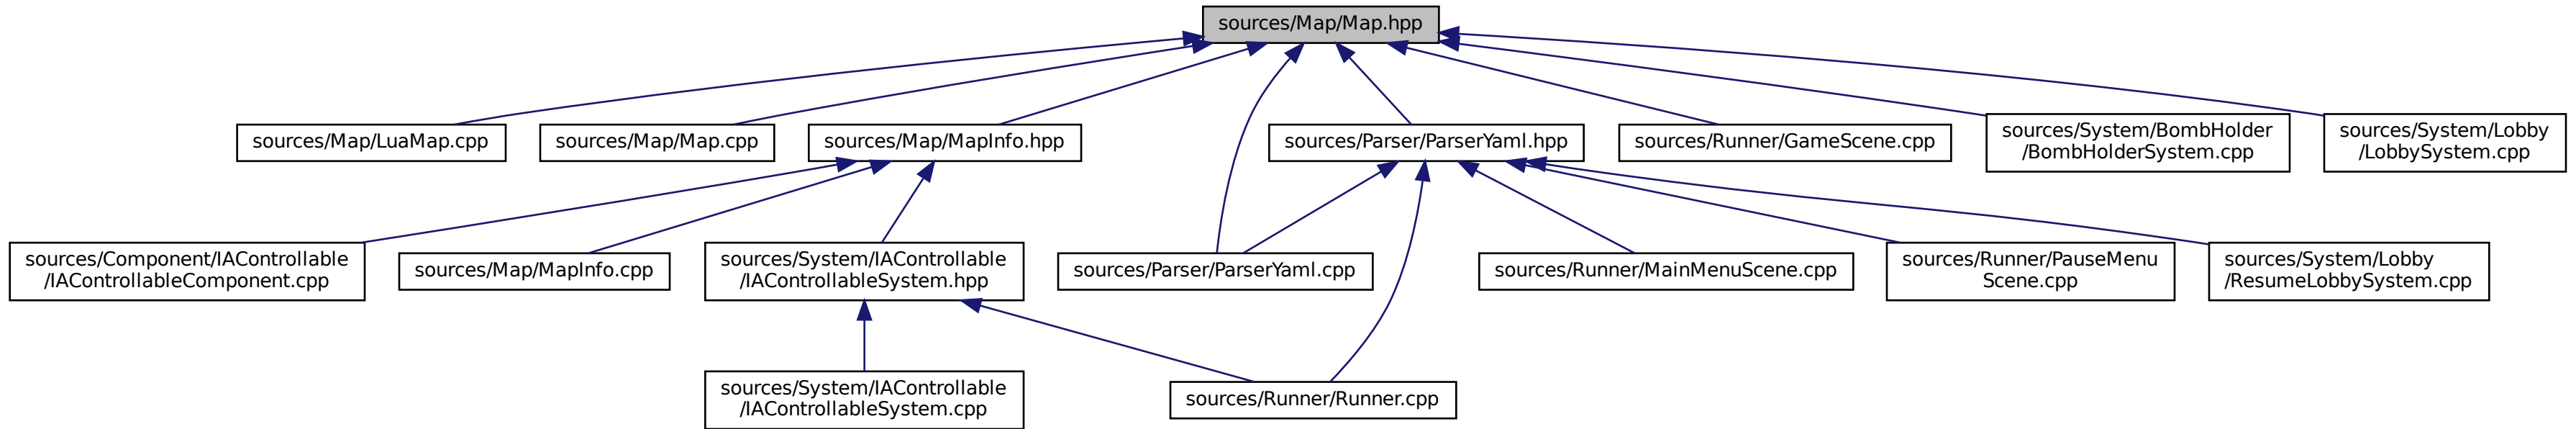 sources/Map/Map.hpp
sources/Map/LuaMap.cpp
sources/Map/Map.cpp
sources/Map/MapInfo.hpp
sources/Parser/ParserYaml.hpp
sources/Runner/GameScene.cpp
sources/System/BombHolder
/BombHolderSystem.cpp
sources/System/Lobby
/LobbySystem.cpp
sources/Component/IAControllable
/IAControllableComponent.cpp
sources/Map/MapInfo.cpp
sources/System/IAControllable
/IAControllableSystem.hpp
sources/Parser/ParserYaml.cpp
sources/Runner/MainMenuScene.cpp
sources/Runner/PauseMenu
Scene.cpp
sources/System/Lobby
/ResumeLobbySystem.cpp
sources/System/IAControllable
/IAControllableSystem.cpp
sources/Runner/Runner.cpp